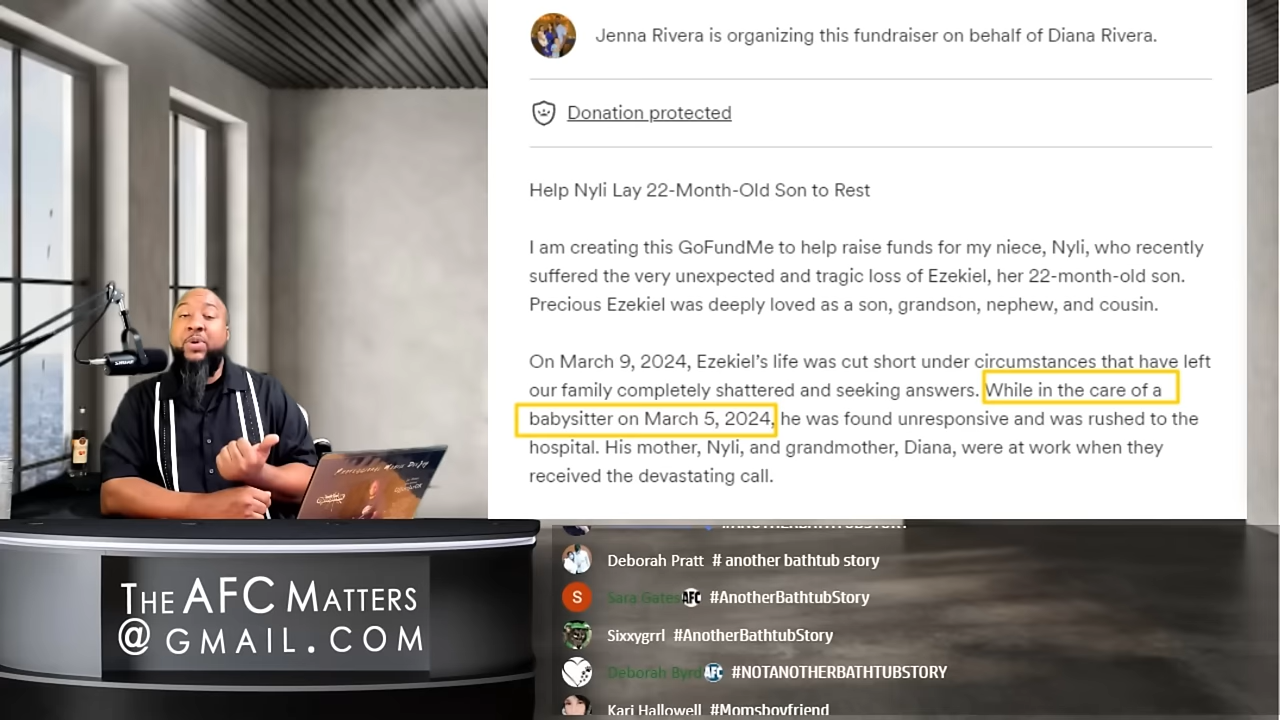 Jenna Rivera is organizing this fundraiser on behalf of Diana Rivera.
Donation protected
Help Nyli Lay 22-Month-Old Son to Rest
I am creating this GoFundMe to help raise funds for my niece, Nyli, who recently
suffered the very unexpected and tragic loss of Ezekiel, her 22-month-old son.
Precious Ezekiel was deeply loved as a son, grandson, nephew, and cousin.
On March 9, 2024, Ezekiel's life was cut short under circumstances that have left
our family completely shattered and seeking answers. While in the care of a
babysitter on March 5, 2024, he was found unresponsive and was rushed to the
hospital. His mother, Nyli, and grandmother, Diana, were at work when they
received the devastating call.
SHURE
THE AFC MATTERS
@GMAIL.COM
#ANOTHERBATHTUBSTORY
Deborah Pratt # another bathtub story
S Sara Gates AFC #AnotherBathtubStory
Sixxygrrl #AnotherBathtubStory
Deborah Byrd AFC #NOTANOTHERBATHTUBSTORY
Kari Hallowell #Momsboyfriend